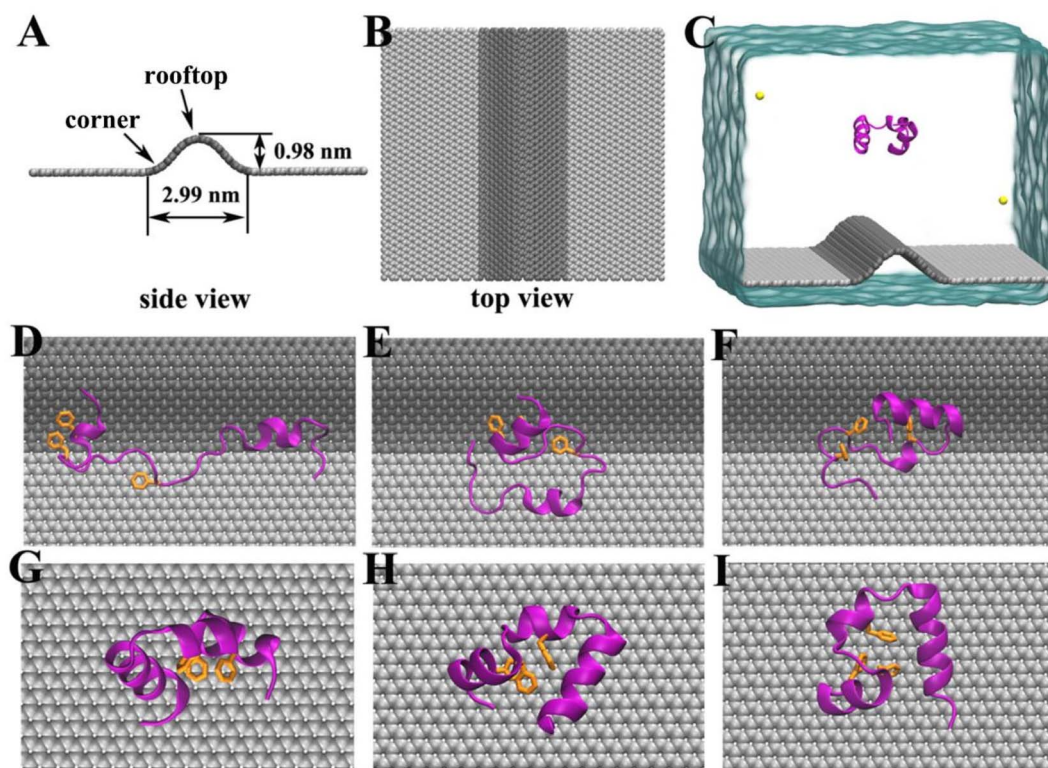 A
B
C
rooftop
corner
0.98 nm
2.99 nm
side view
top view
D
E
F
G
H
I